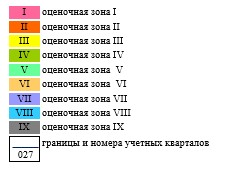 I оценочная зона I
II оценочная зона II
III оценочная зона III
IV оценочная зона IV
V оценочная зона V
VI оценочная зона VI
VII оценочная зона VII
VIII оценочная зона VIII
IX оценочная зона IX
границы и номера учетных кварталов
027